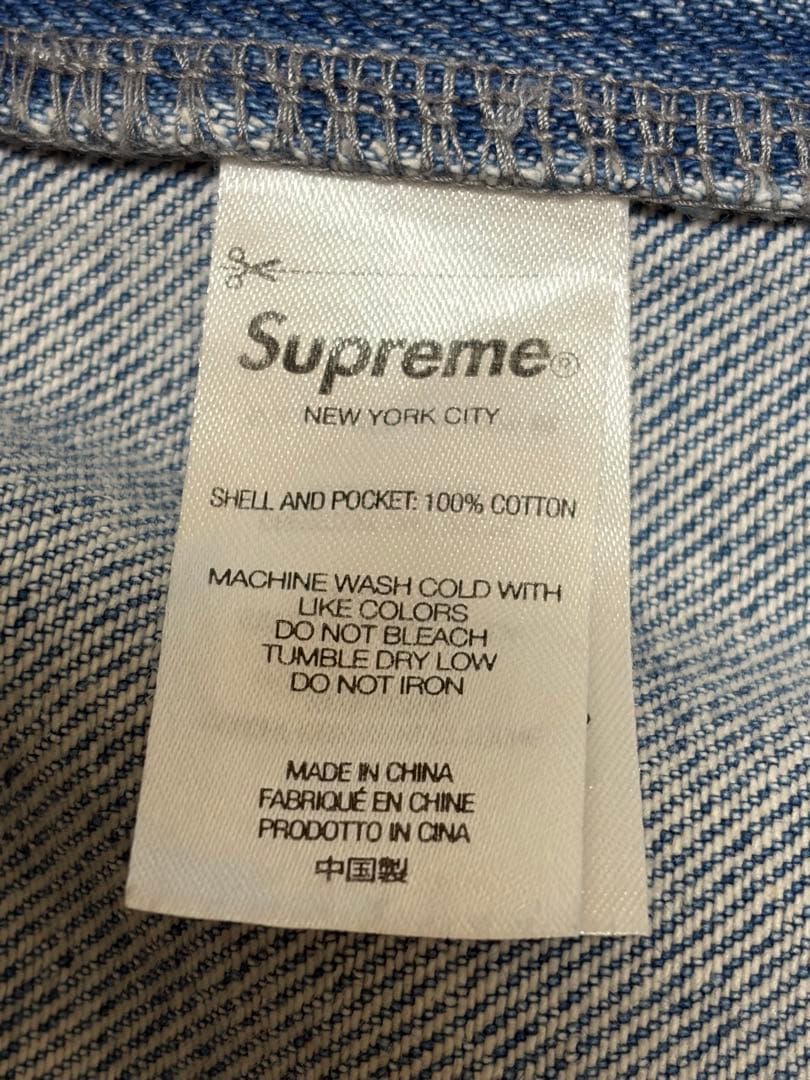 Supreme®
NEW YORK CITY
SHELL AND POCKET: 100% COTTON
MACHINE WASH COLD WITH
LIKE COLORS
DO NOT BLEACH
TUMBLE DRY LOW
DO NOT IRON
MADE IN CHINA
FABRIQUÉ EN CHINE
PRODOTTO IN CINA
中国製